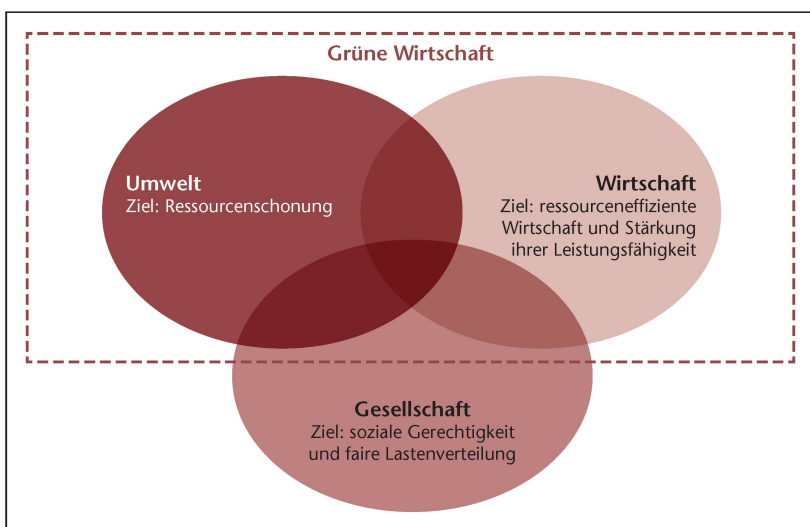 Grüne Wirtschaft
Umwelt
Ziel: Ressourcenschonung
Wirtschaft
Ziel: ressourceneffiziente
Wirtschaft und Stärkung
ihrer Leistungsfähigkeit
Gesellschaft
Ziel: soziale Gerechtigkeit
und faire Lastenverteilung